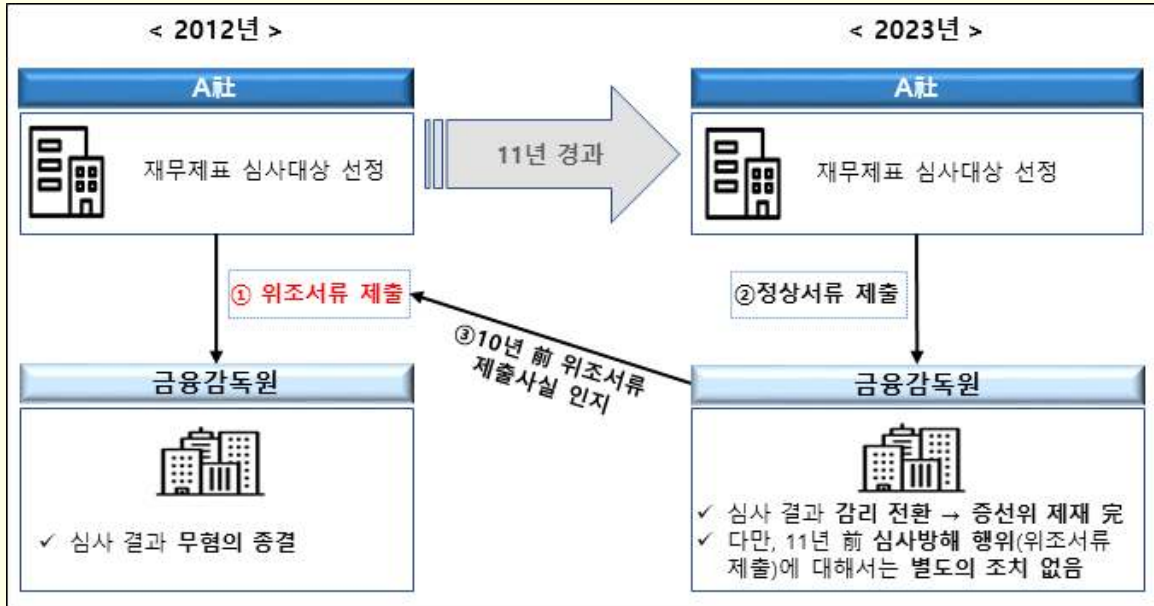 < 2012년 >
A社
재무제표 심사대상 선정
① 위조서류 제출
금융감독원
✓ 심사 결과 무혐의 종결
11년 경과
③10년 前 위조서류
제출사실 인지
< 2023년 >
A社
재무제표 심사대상 선정
②정상서류 제출
금융감독원
✓ 심사 결과 감리 전환 → 증선위 제재 完
✓ 다만, 11년 前 심사방해 행위(위조서류
제출)에 대해서는 별도의 조치 없음